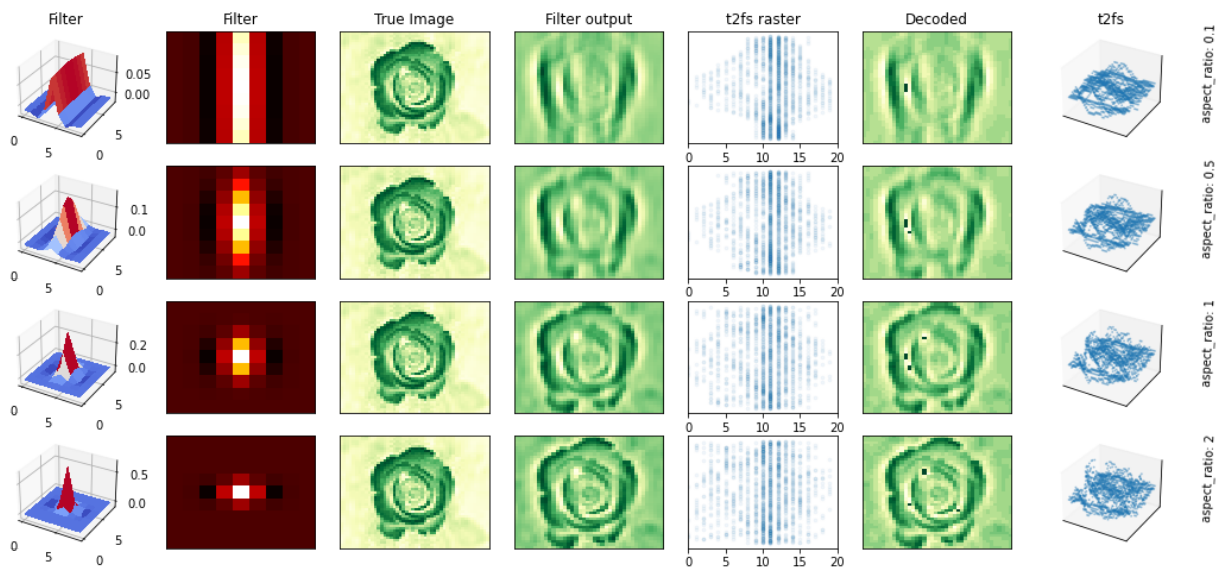 Filter Filter True Image Filter output t2fs raster Decoded t2fs
0.05
0.00
0 5 5 0
0 5 10 15 20
aspect_ratio: 0.1
0.1
0.0
0 5 5 0
0 5 10 15 20
aspect_ratio: 0.5
0.2
0.0
0 5 5 0
0 5 10 15 20
aspect_ratio: 1
0.5
0.0
0 5 5 0
0 5 10 15 20
aspect_ratio: 2